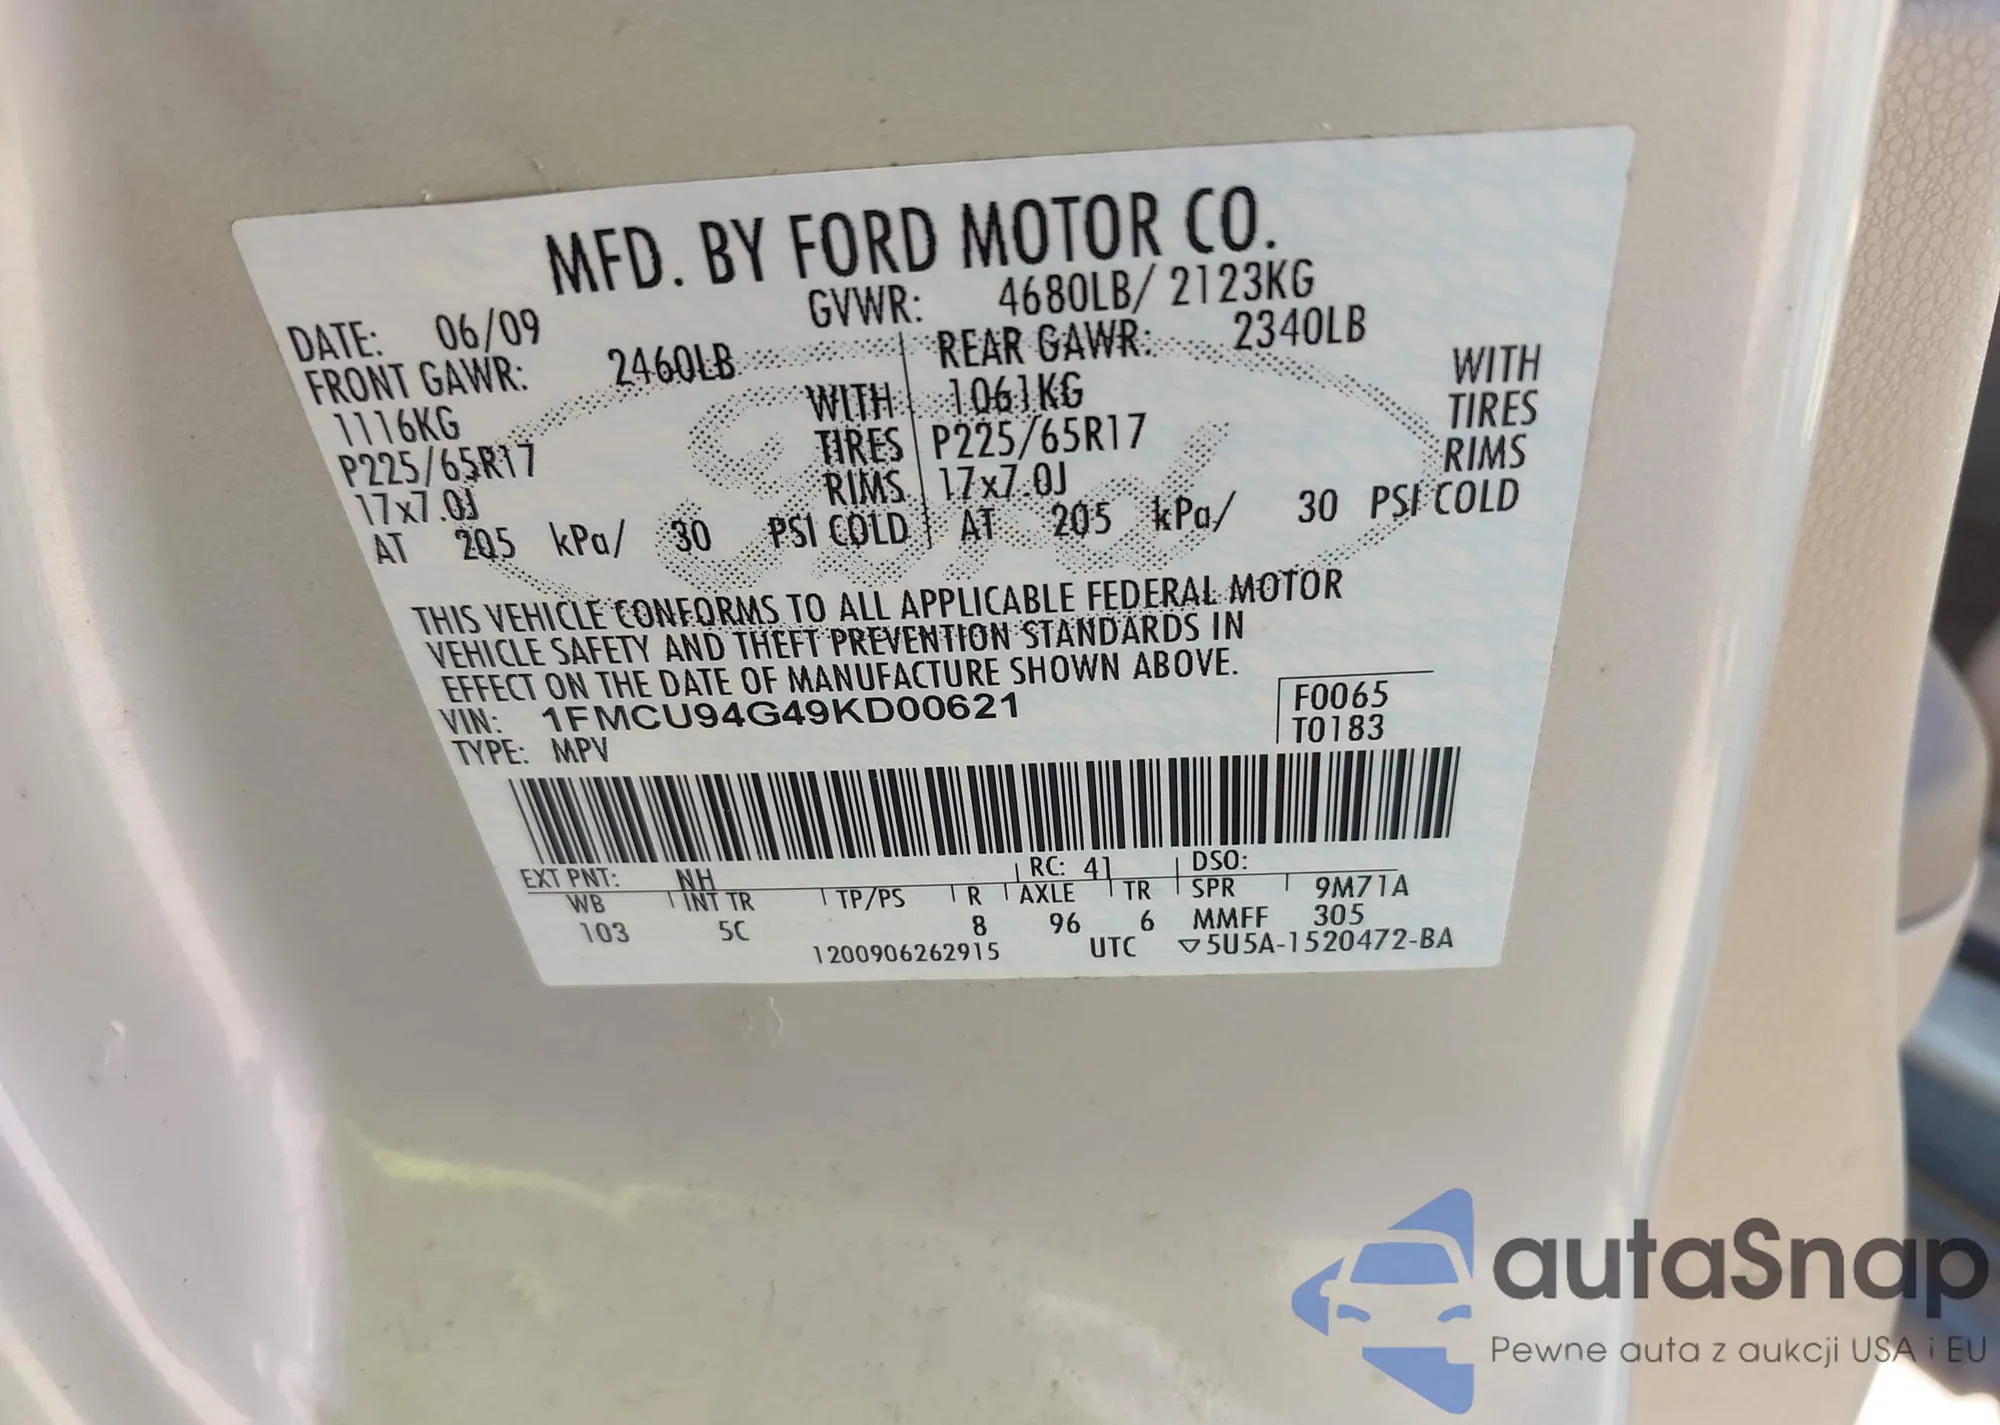 MFD. BY FORD MOTOR CO.
DATE: 06/09 GVWR: 4680LB/ 2123KG
FRONT GAWR: 2460LB REAR GAWR: 2340LB
1116KG WITH 1061KG WITH
P225/65R17 TIRES P225/65R17 TIRES
17x7.0J RIMS 17x7.0J RIMS
AT 205 kPa/ 30 PSI COLD AT 205 kPa/ 30 PSI COLD
THIS VEHICLE CONFORMS TO ALL APPLICABLE FEDERAL MOTOR
VEHICLE SAFETY AND THEFT PREVENTION STANDARDS IN
EFFECT ON THE DATE OF MANUFACTURE SHOWN ABOVE.
VIN: 1FMCU94G49KD00621 F0065
TYPE: MPV T0183
EXT PNT: NH RC: 41 DSO:
WB INT TR TP/PS R AXLE TR SPR 9M71A
103 5C 8 96 6 MMFF 305
1200906262915 UTC ▽5U5A-1520472-BA
autaSnap
Pewne auta z aukcji USA i EU